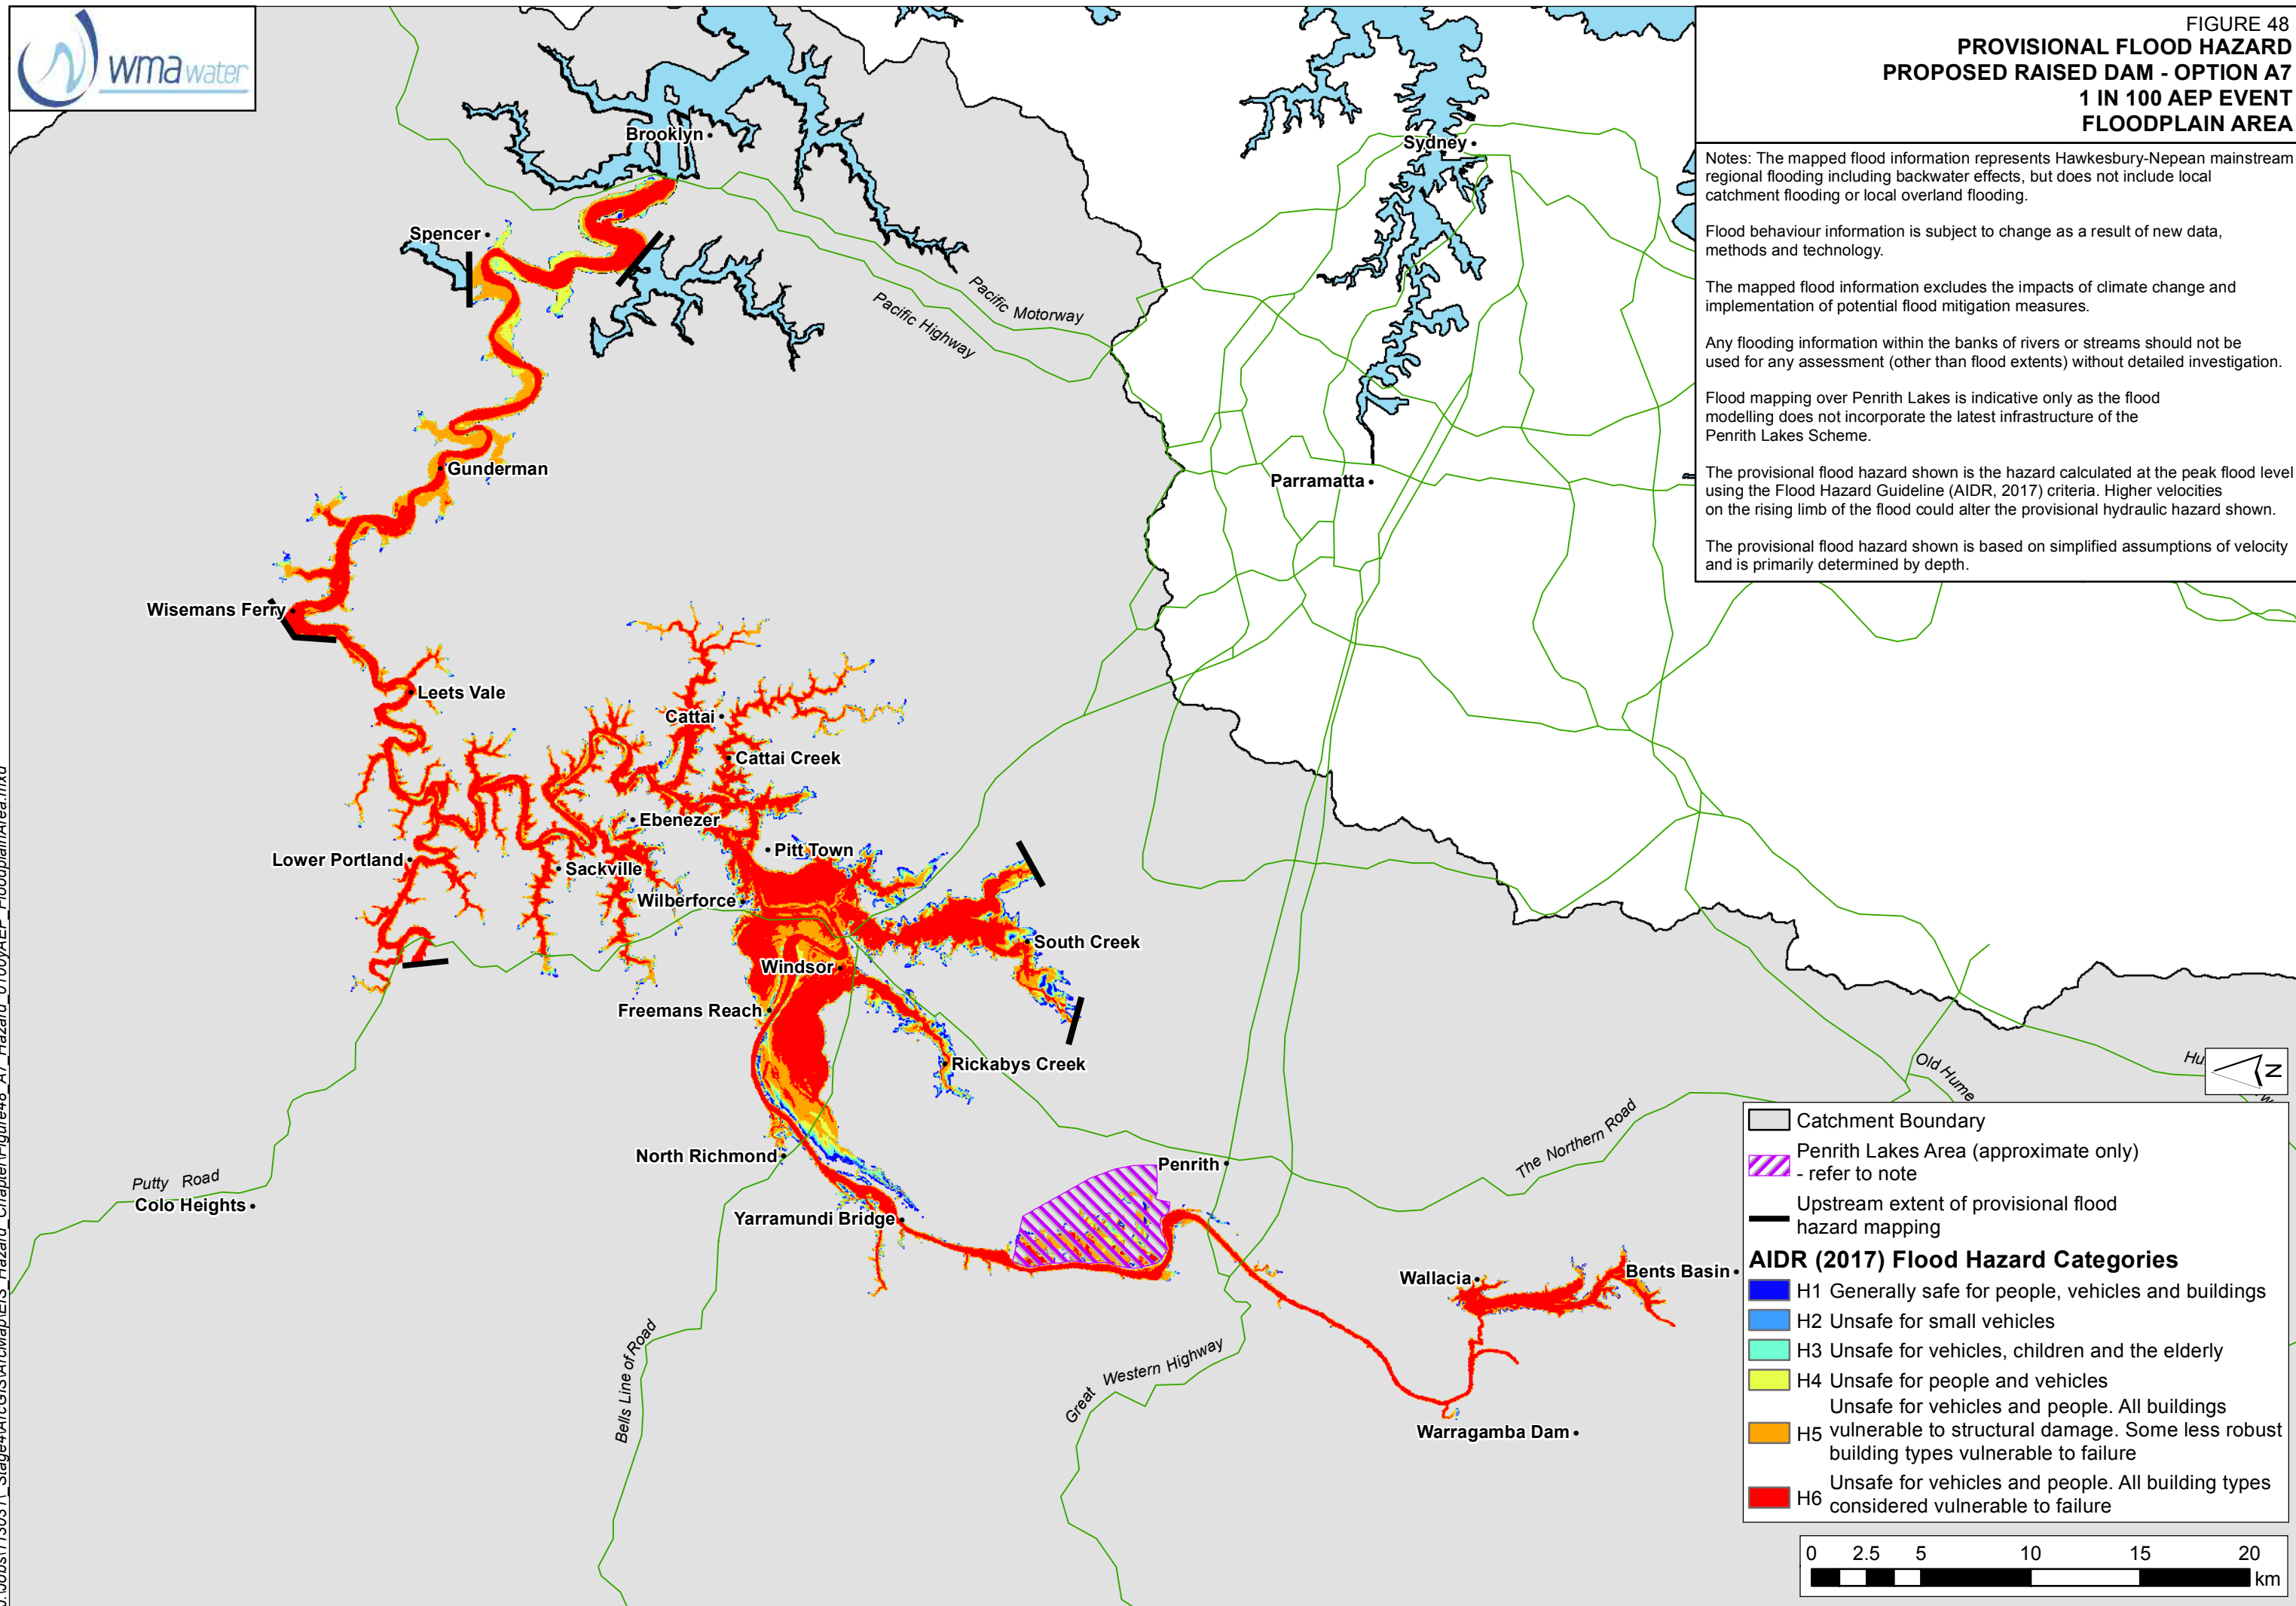 wmawater
FIGURE 48
PROVISIONAL FLOOD HAZARD
PROPOSED RAISED DAM - OPTION A7
1 IN 100 AEP EVENT
FLOODPLAIN AREA
Notes: The mapped flood information represents Hawkesbury-Nepean mainstream
regional flooding including backwater effects, but does not include local
catchment flooding or local overland flooding.
Flood behaviour information is subject to change as a result of new data,
methods and technology.
The mapped flood information excludes the impacts of climate change and
implementation of potential flood mitigation measures.
Any flooding information within the banks of rivers or streams should not be
used for any assessment (other than flood extents) without detailed investigation.
Flood mapping over Penrith Lakes is indicative only as the flood
modelling does not incorporate the latest infrastructure of the
Penrith Lakes Scheme.
The provisional flood hazard shown is the hazard calculated at the peak flood level
using the Flood Hazard Guideline (AIDR, 2017) criteria. Higher velocities
on the rising limb of the flood could alter the provisional hydraulic hazard shown.
The provisional flood hazard shown is based on simplified assumptions of velocity
and is primarily determined by depth.
Brooklyn
Sydney
Spencer
Pacific Motorway
Pacific Highway
Gunderman
Parramatta
Wisemans Ferry
Leets Vale
Cattai
Cattai Creek
Ebenezer
Pitt Town
Lower Portland
Sackville
Wilberforce
South Creek
Windsor
Freemans Reach
Rickabys Creek
Old Hume
Hu
N
North Richmond
Penrith
The Northern Road
Putty Road
Colo Heights
Yarramundi Bridge
Wallacia
Bents Basin
Bells Line of Road
Great Western Highway
Warragamba Dam
Catchment Boundary
Penrith Lakes Area (approximate only)
- refer to note
Upstream extent of provisional flood
hazard mapping
AIDR (2017) Flood Hazard Categories
H1 Generally safe for people, vehicles and buildings
H2 Unsafe for small vehicles
H3 Unsafe for vehicles, children and the elderly
H4 Unsafe for people and vehicles
Unsafe for vehicles and people. All buildings
H5 vulnerable to structural damage. Some less robust
building types vulnerable to failure
Unsafe for vehicles and people. All building types
H6 considered vulnerable to failure
0 2.5 5 10 15 20
km